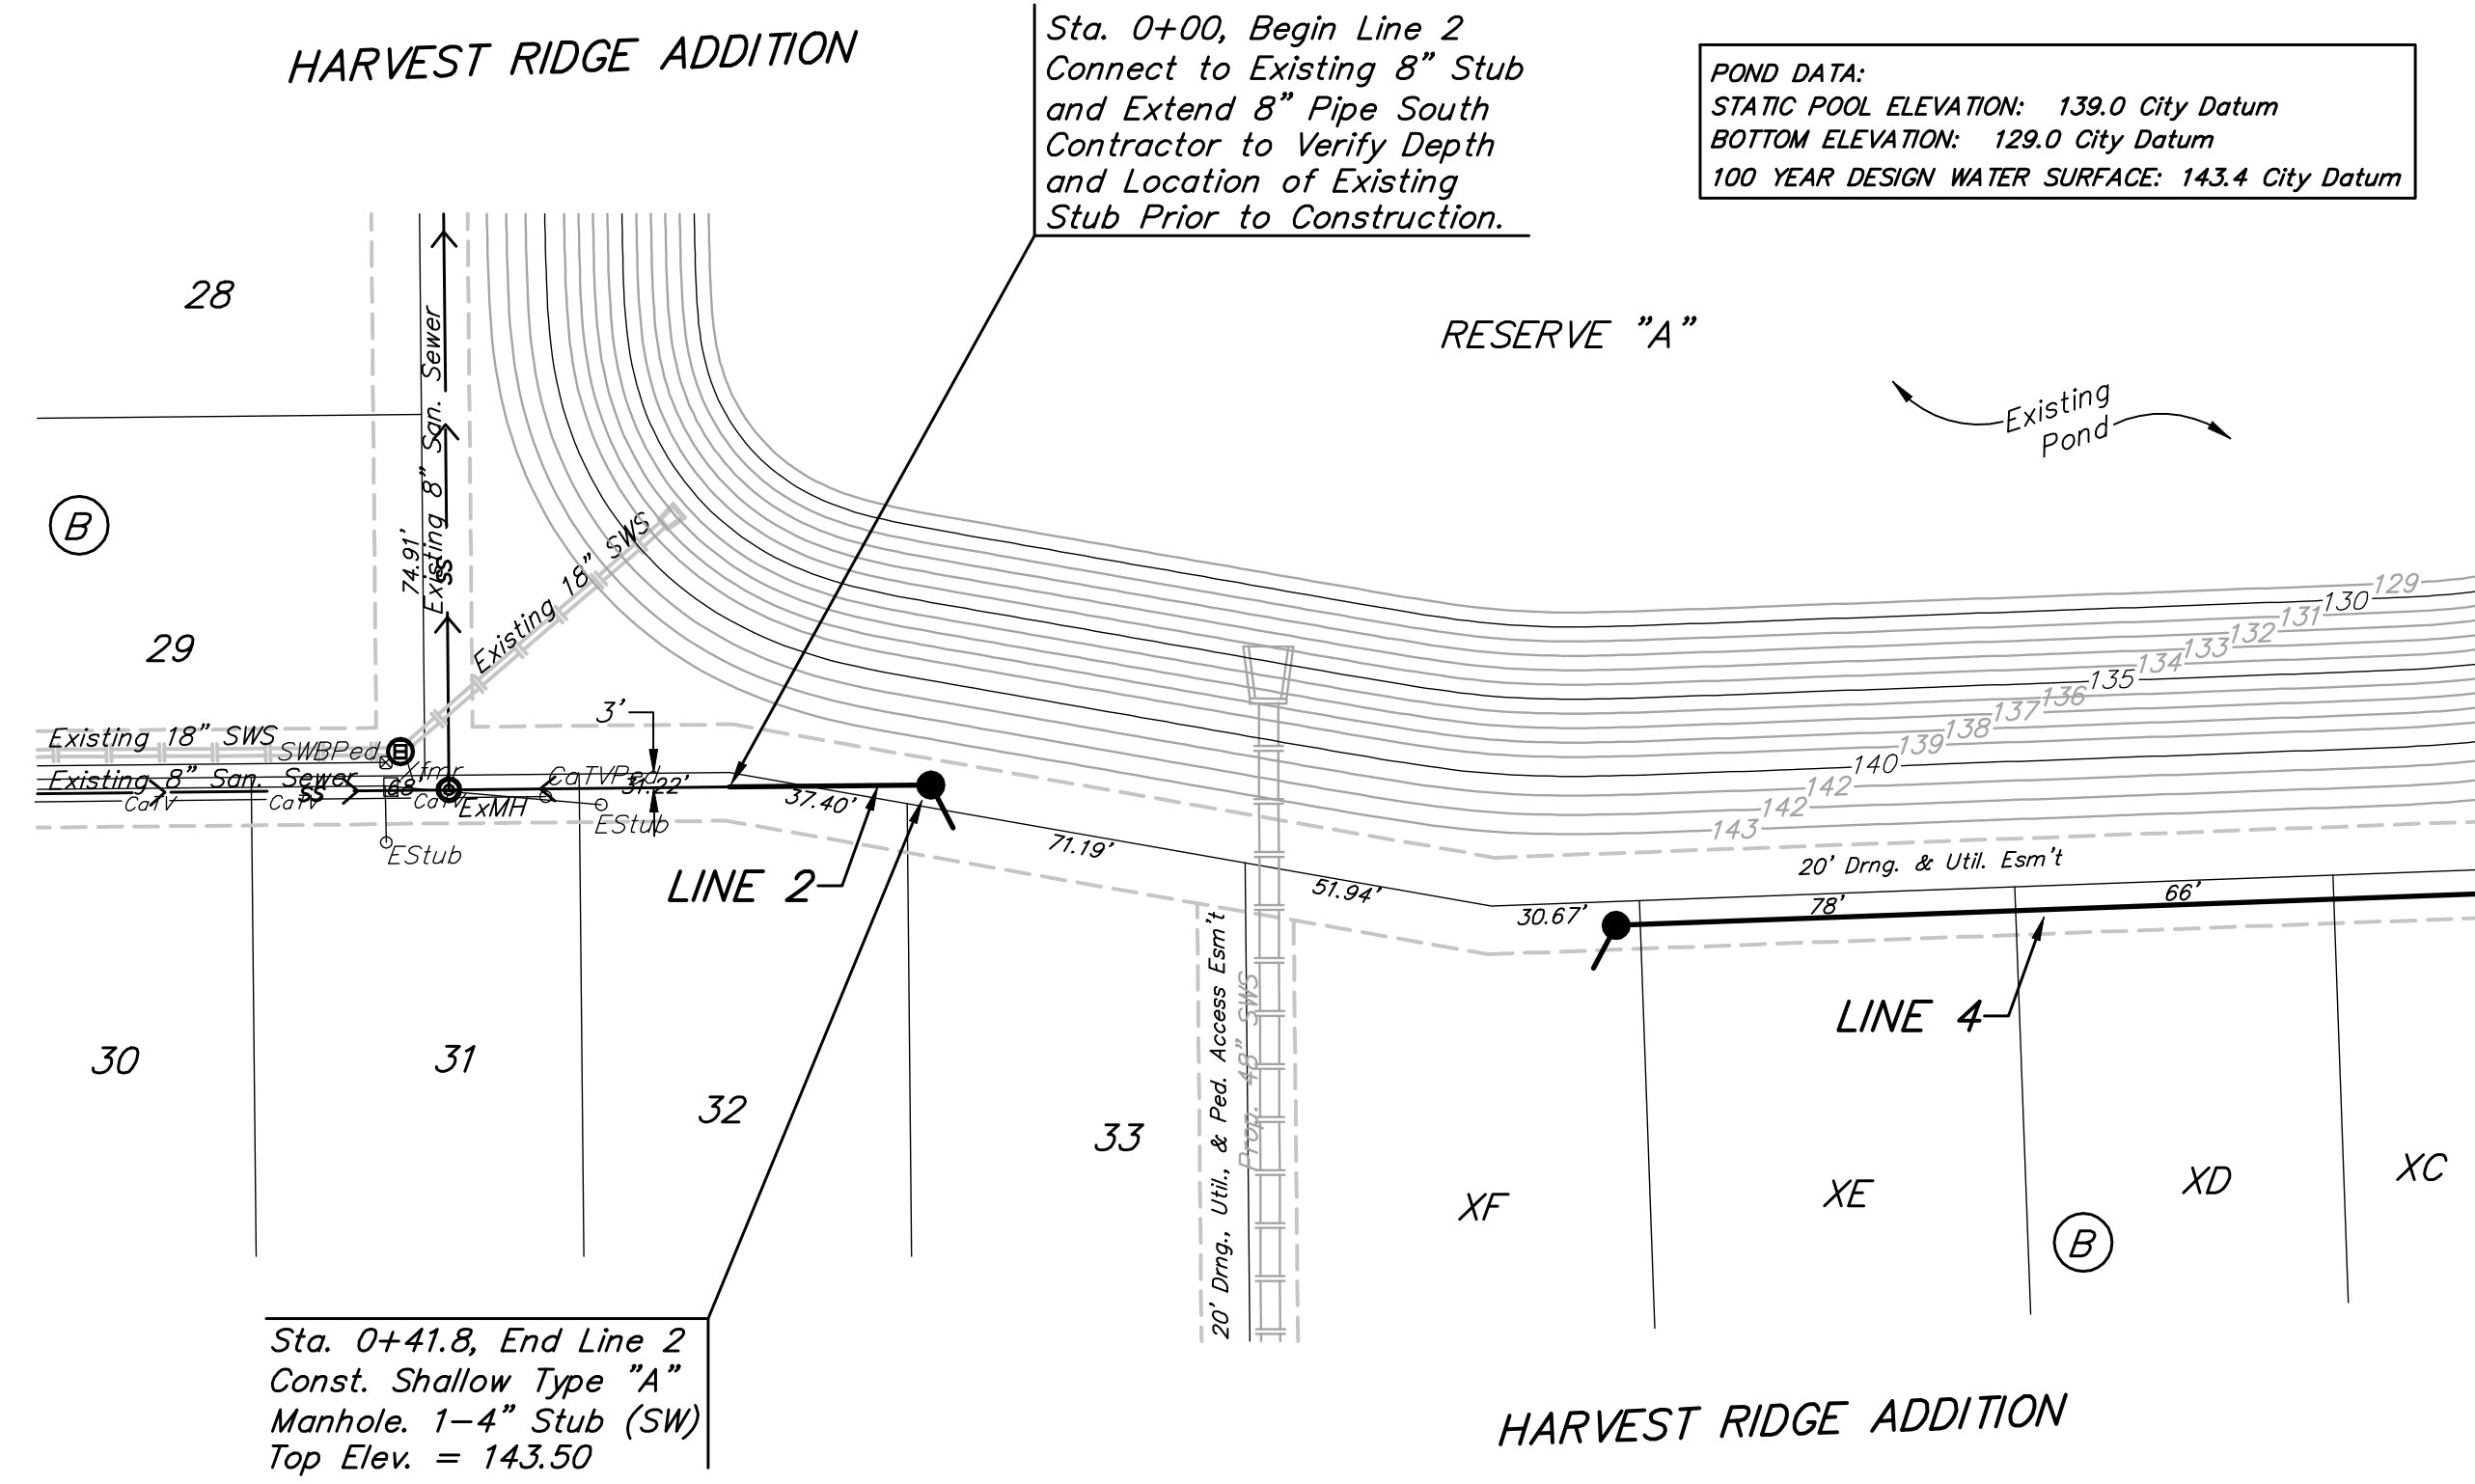 HARVEST RIDGE ADDITION
Sta. 0+00, Begin Line 2
Connect to Existing 8" Stub
and Extend 8" Pipe South
Contractor to Verify Depth
and Location of Existing
Stub Prior to Construction.
POND DATA:
STATIC POOL ELEVATION: 139.0 City Datum
BOTTOM ELEVATION: 129.0 City Datum
100 YEAR DESIGN WATER SURFACE: 143.4 City Datum
28
RESERVE "A"
Existing
Pond
B
74.91'
Existing 8" San. Sewer
SS
Existing 18" SWS
29
129
130
131
132
133
134
135
136
137
138
139
140
142
142
143
3'
Existing 18" SWS
SWBPed
Existing 8" San. Sewer
SS
Xfmr
68'
CaTVPed
31.22'
CaTV
CaTV
CaTV
ExMH
EStub
EStub
37.40'
LINE 2
71.19'
51.94'
30.67'
20' Drng. & Util. Esm't
78'
66'
LINE 4
20' Drng., Util., & Ped. Access Esm't
Prop. 48" SWS
30
31
32
33
XF
XE
XD
XC
B
Sta. 0+41.8, End Line 2
Const. Shallow Type "A"
Manhole. 1-4" Stub (SW)
Top Elev. = 143.50
HARVEST RIDGE ADDITION